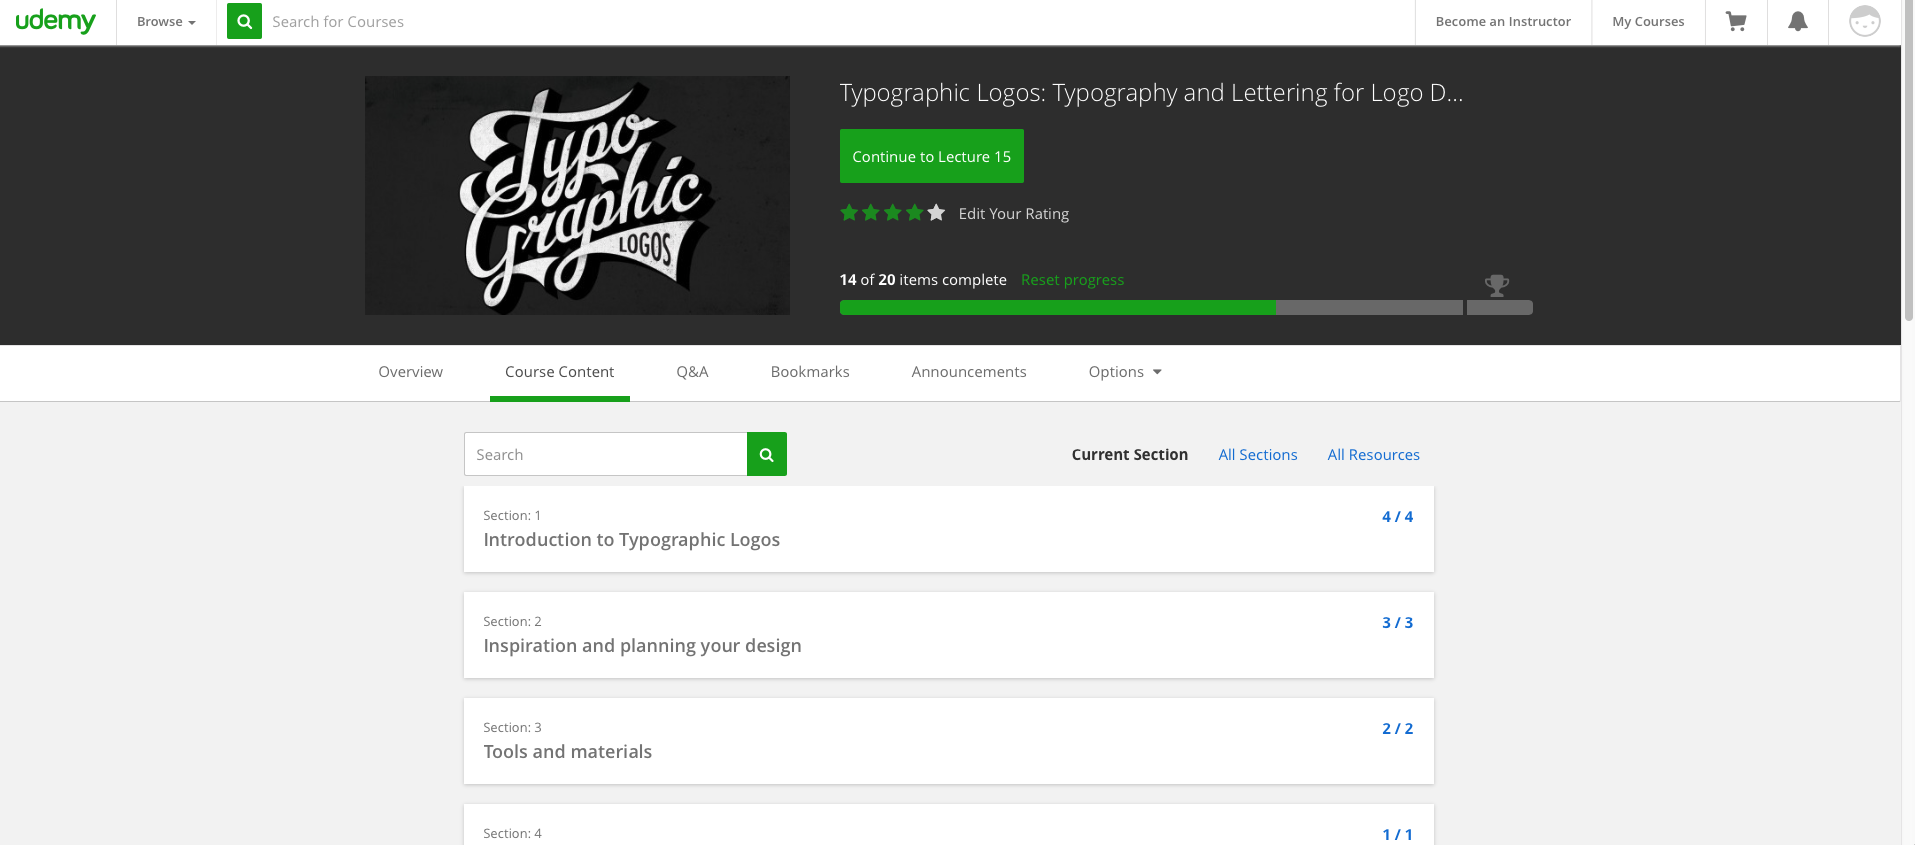 udemy
Browse
Search for Courses
Become an Instructor
My Courses
Typo
Graphic
LOGOS
Typographic Logos: Typography and Lettering for Logo D...
Continue to Lecture 15
Edit Your Rating
14 of 20 items complete Reset progress
Overview
Course Content
Q&A
Bookmarks
Announcements
Options
Search
Current Section
All Sections
All Resources
Section: 1
4 / 4
Introduction to Typographic Logos
Section: 2
3 / 3
Inspiration and planning your design
Section: 3
2 / 2
Tools and materials
Section: 4
1 / 1